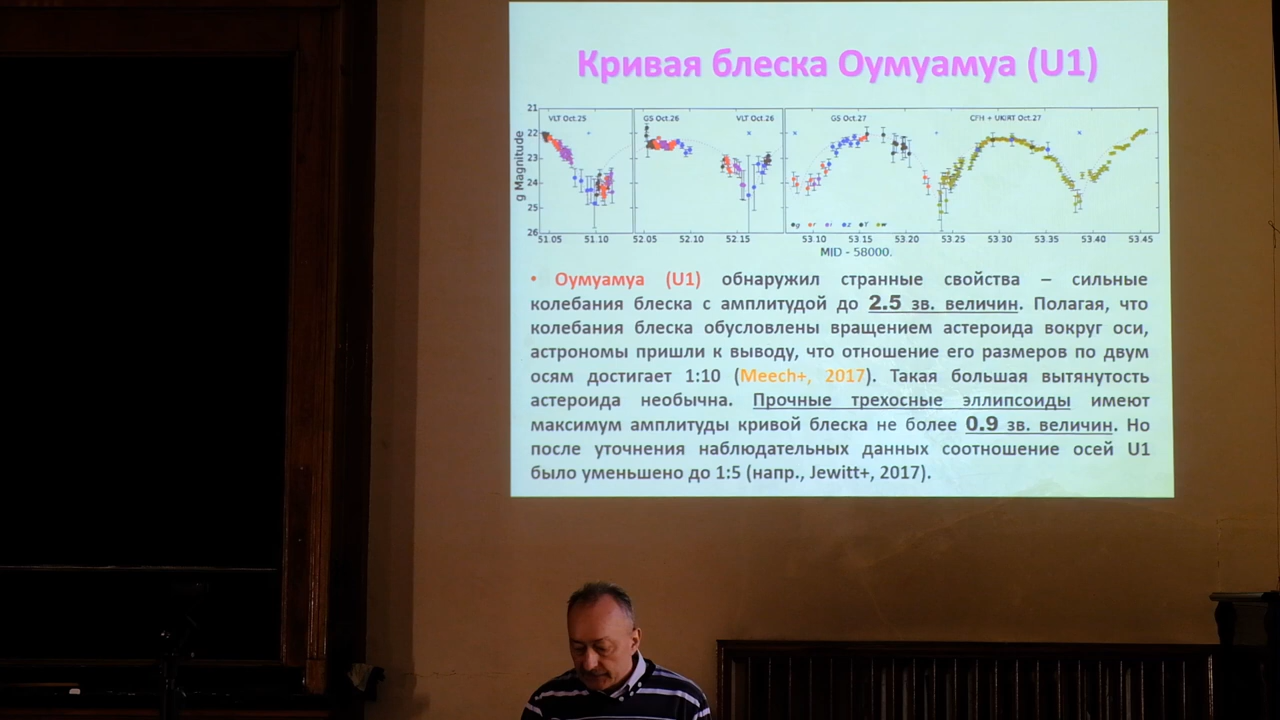 Кривая блеска Оумуамуа (U1)
21
22
23
24
25
26
g Magnitude
VLT Oct.25
GS Oct.26
VLT Oct.26
GS Oct.27
CFH + UKIRT Oct.27
g r i z Y w
51.05 51.10 52.05 52.10 52.15 53.10 53.15 53.20 53.25 53.30 53.35 53.40 53.45
MID - 58000.
• Оумуамуа (U1) обнаружил странные свойства – сильные
колебания блеска с амплитудой до 2.5 зв. величин. Полагая, что
колебания блеска обусловлены вращением астероида вокруг оси,
астрономы пришли к выводу, что отношение его размеров по двум
осям достигает 1:10 (Meech+, 2017). Такая большая вытянутость
астероида необычна. Прочные трехосные эллипсоиды имеют
максимум амплитуды кривой блеска не более 0.9 зв. величин. Но
после уточнения наблюдательных данных соотношение осей U1
было уменьшено до 1:5 (напр., Jewitt+, 2017).